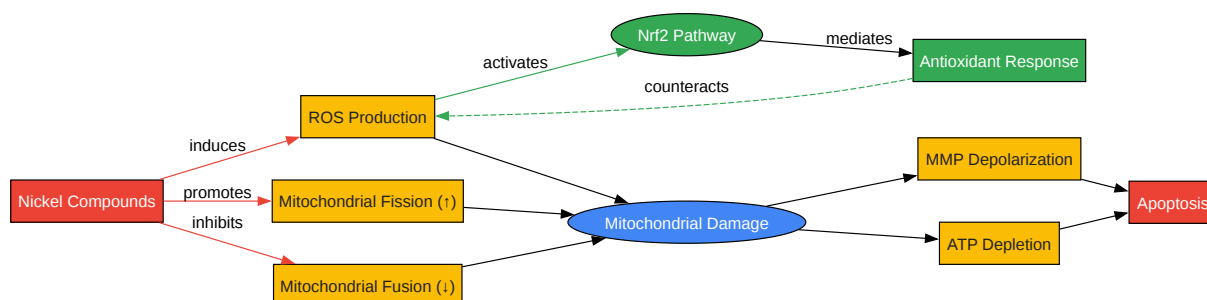 Nrf2 Pathway
mediates
Antioxidant Response
activates
counteracts
ROS Production
induces
MMP Depolarization
Nickel Compounds
promotes
Mitochondrial Fission (↑)
Apoptosis
inhibits
Mitochondrial Damage
ATP Depletion
Mitochondrial Fusion (↓)